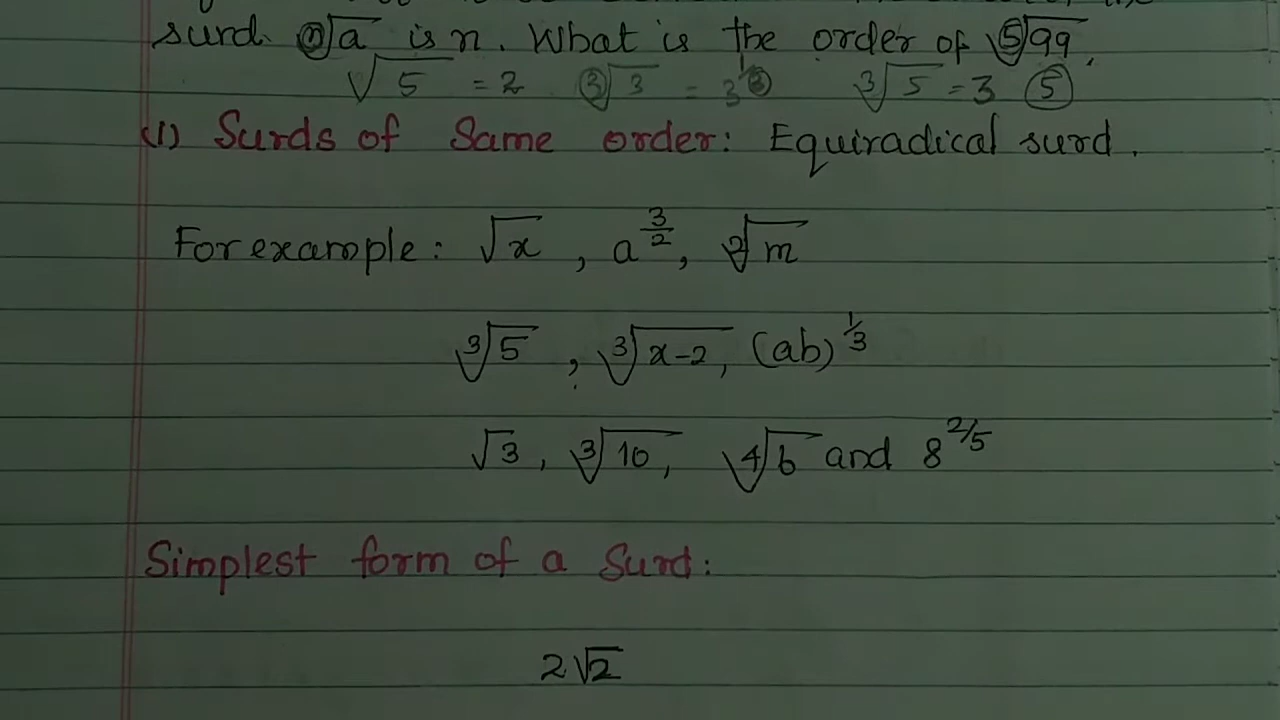 surd. ⁿ√a is n. What is the order of ⁵√99,
√5 = 2 ³√3 = 3^1/3 ³√5 = 3 5
(1) Surds of Same order: Equiradical surd.
For example: √x, a^3/2, ²√m
³√5, ³√x-2, (ab)^1/3
√3, ³√10, ⁴√6 and 8^2/5
Simplest form of a Surd:
2√2